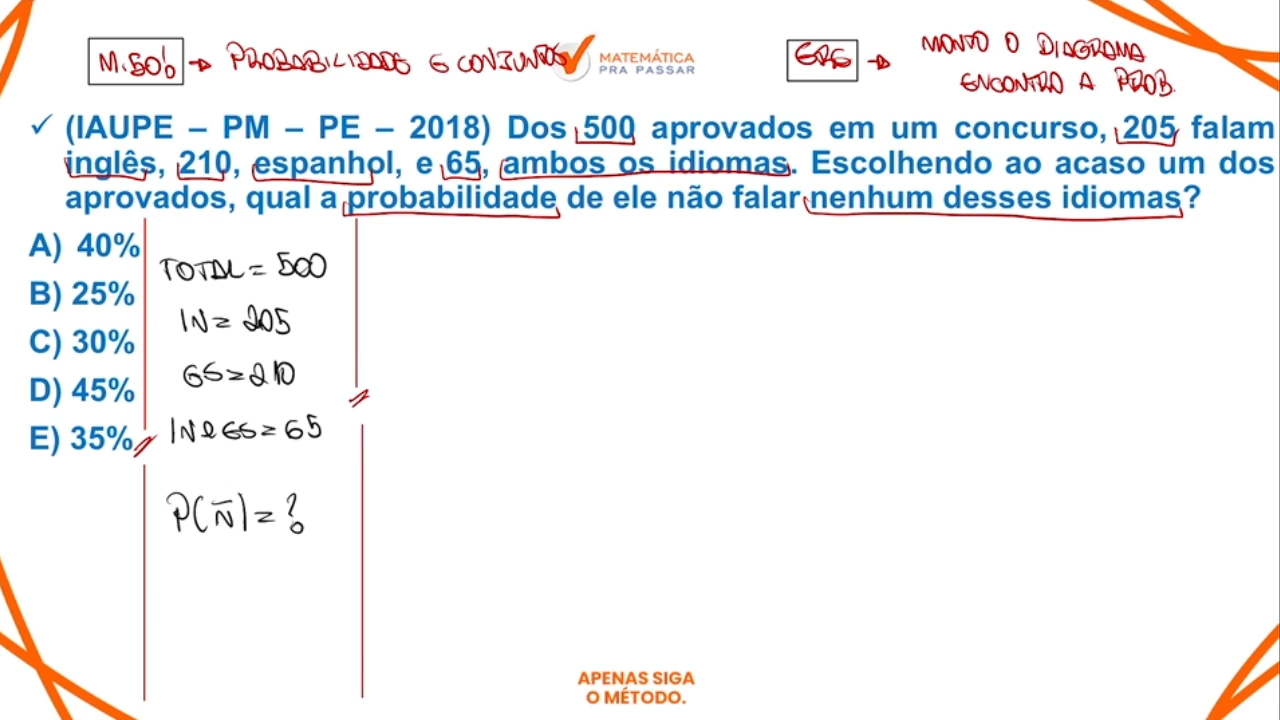 M.50% → PROBABILIDADE E CONJUNTOS
MATEMÁTICA
PRA PASSAR
→ MONTO O DIAGRAMA
ENCONTRO A PROB.
✓ (IAUPE – PM – PE – 2018) Dos 500 aprovados em um concurso, 205 falam
inglês, 210, espanhol, e 65, ambos os idiomas. Escolhendo ao acaso um dos
aprovados, qual a probabilidade de ele não falar nenhum desses idiomas?
A) 40%
B) 25%
C) 30%
D) 45%
E) 35%
TOTAL = 500
IN = 205
ES = 210
IN e ES = 65
P(N̄) = ?
APENAS SIGA
O MÉTODO.